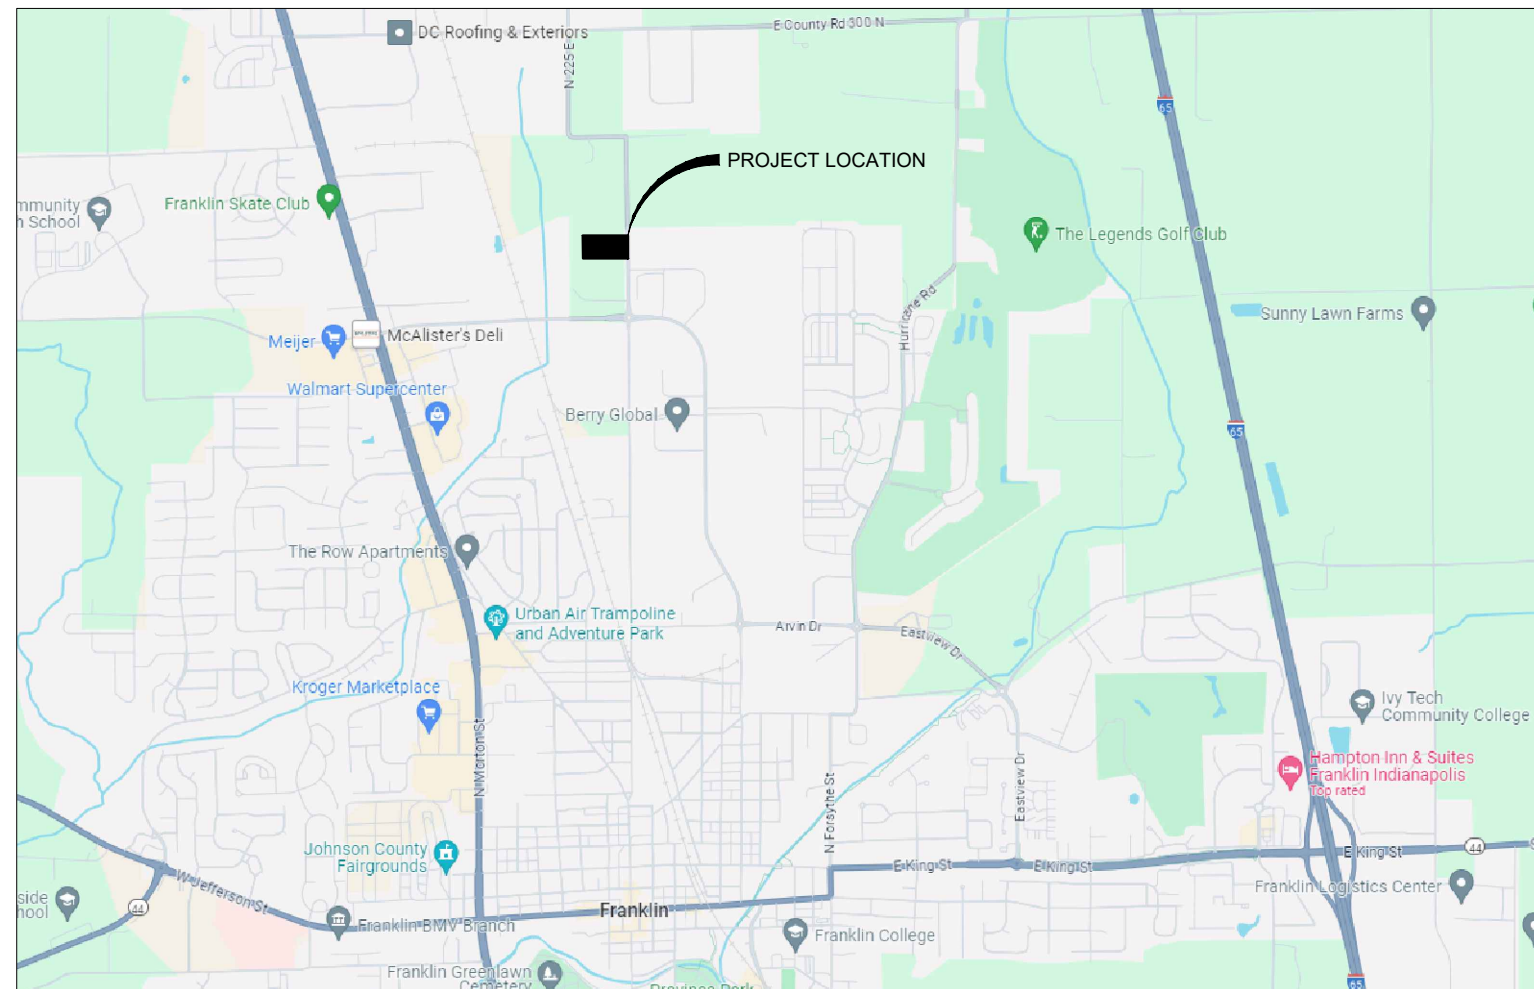 E County Rd 300 N
DC Roofing & Exteriors
N 225 E
65
PROJECT LOCATION
mmunity
h School
Franklin Skate Club
The Legends Golf Club
Hurricane Rd
Sunny Lawn Farms
Meijer
McAlister's Deli
Walmart Supercenter
Berry Global
65
The Row Apartments
Urban Air Trampoline
and Adventure Park
Arvin Dr
Eastview Dr
Kroger Marketplace
Ivy Tech
Community College
N Morton St
Hampton Inn & Suites
Franklin Indianapolis
Top rated
N Forsythe St
Eastview Dr
Johnson County
Fairgrounds
E King St
E King St
E King St
44
W Jefferson St
side
hool
44
Franklin Logistics Center
Franklin
Franklin BMV Branch
Franklin College
Franklin Greenlawn
Cemetery
Province Park
65